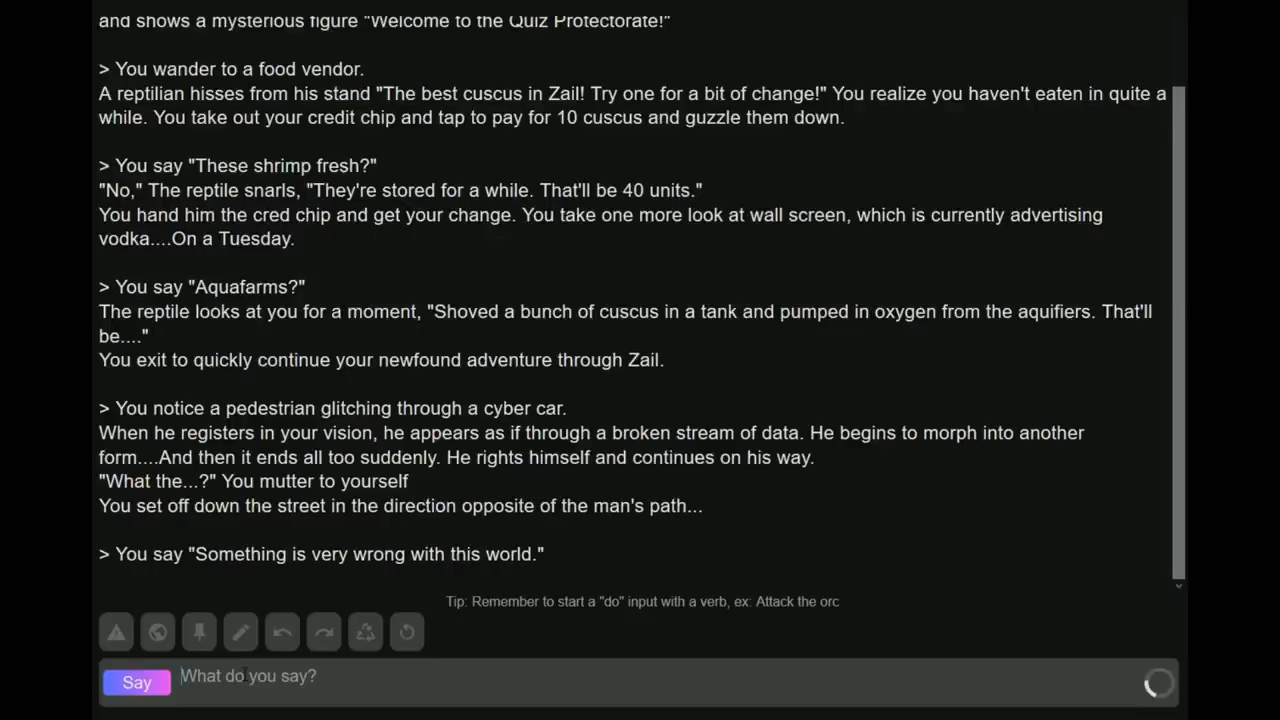 and shows a mysterious figure "Welcome to the Quiz Protectorate!"
> You wander to a food vendor.
A reptilian hisses from his stand "The best cuscus in Zail! Try one for a bit of change!" You realize you haven't eaten in quite a
while. You take out your credit chip and tap to pay for 10 cuscus and guzzle them down.
> You say "These shrimp fresh?"
"No," The reptile snarls, "They're stored for a while. That'll be 40 units."
You hand him the cred chip and get your change. You take one more look at wall screen, which is currently advertising
vodka....On a Tuesday.
> You say "Aquafarms?"
The reptile looks at you for a moment, "Shoved a bunch of cuscus in a tank and pumped in oxygen from the aquifiers. That'll
be...."
You exit to quickly continue your newfound adventure through Zail.
> You notice a pedestrian glitching through a cyber car.
When he registers in your vision, he appears as if through a broken stream of data. He begins to morph into another
form....And then it ends all too suddenly. He rights himself and continues on his way.
"What the...?" You mutter to yourself
You set off down the street in the direction opposite of the man's path...
> You say "Something is very wrong with this world."
Tip: Remember to start a "do" input with a verb, ex: Attack the orc
Say What do you say?